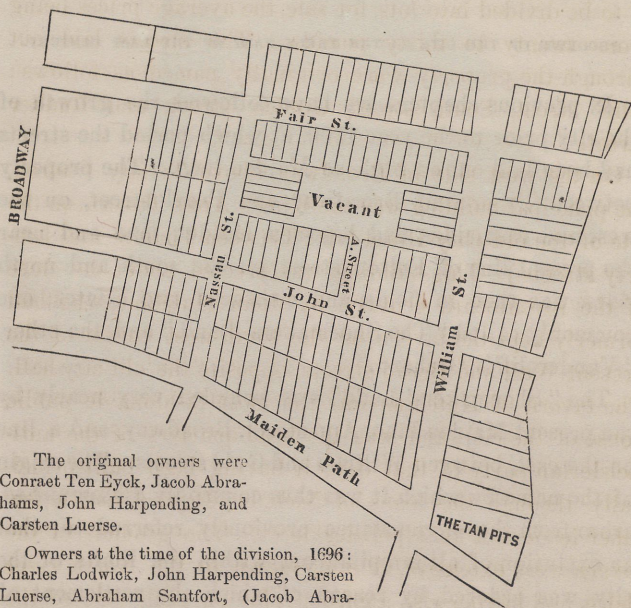 Fair St.
BROADWAY
Vacant
Nassau St.
A. Street
John St.
William St.
Maiden Path
THE TAN PITS
The original owners were
Conraet Ten Eyck, Jacob Abra-
hams, John Harpending, and
Carsten Luerse.
Owners at the time of the division, 1696:
Charles Lodwick, John Harpending, Carsten
Luerse, Abraham Santfort, (Jacob Abra-